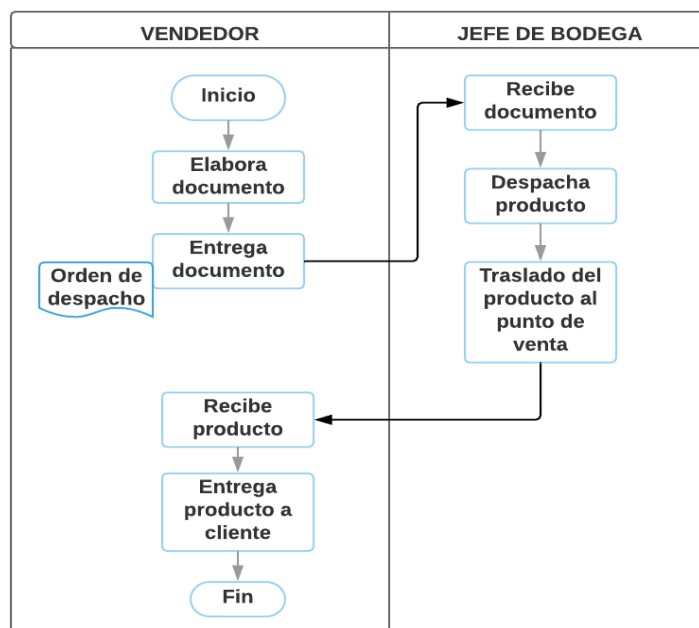 VENDEDOR
JEFE DE BODEGA
Inicio
Elabora
documento
Entrega
documento
Orden de
despacho
Recibe
documento
Despacha
producto
Traslado del
producto al
punto de
venta
Recibe
producto
Entrega
producto a
cliente
Fin